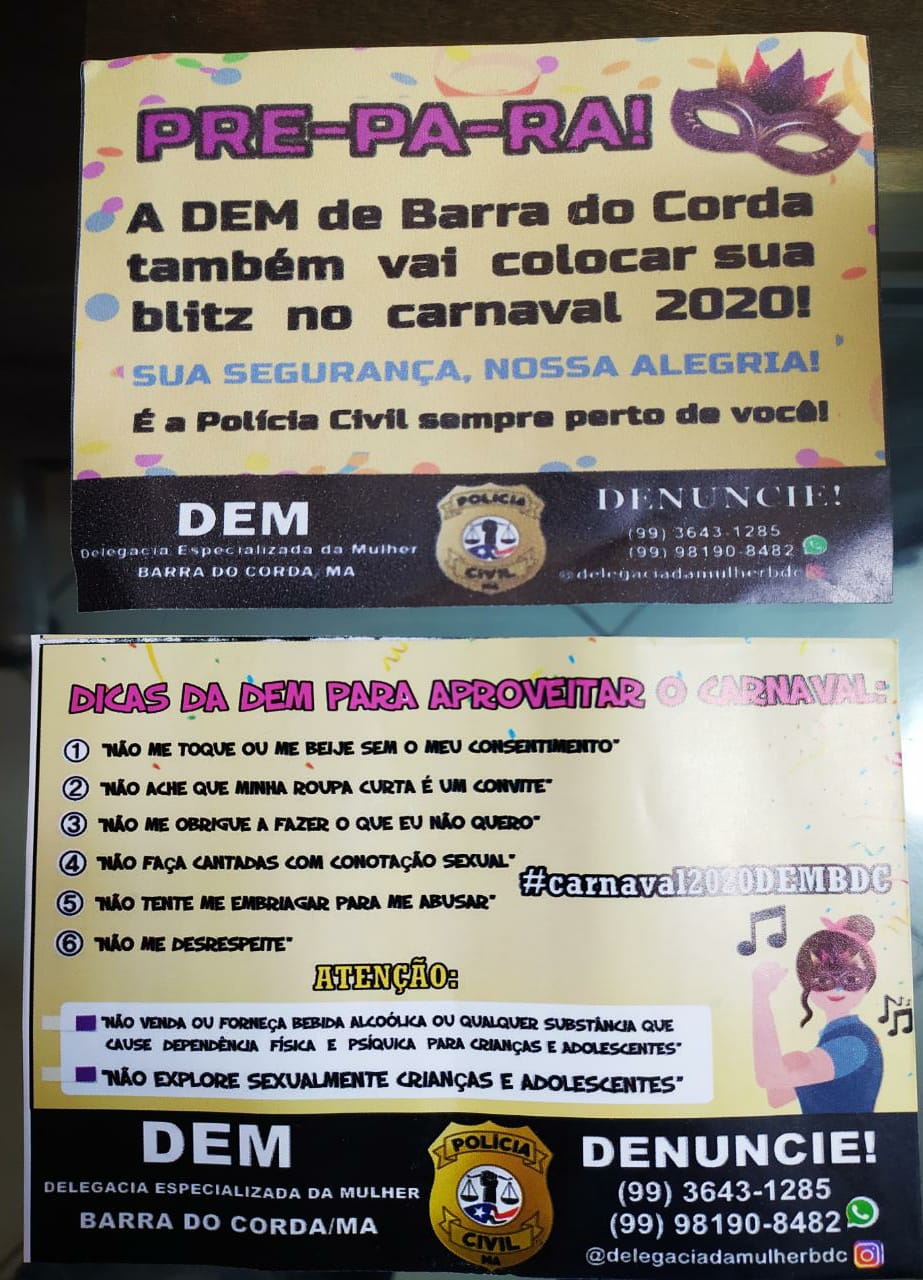 PRE-PA-RA!
A DEM de Barra do Corda
também vai colocar sua
blitz no carnaval 2020!
SUA SEGURANÇA, NOSSA ALEGRIA!
É a Polícia Civil sempre perto de você!
DEM
Delegacia Especializada da Mulher
BARRA DO CORDA, MA
POLÍCIA
CIVIL
MA
DENUNCIE!
(99) 3643-1285
(99) 98190-8482
@delegaciadamulherbdc
DICAS DA DEM PARA APROVEITAR O CARNAVAL:
1 "NÃO ME TOQUE OU ME BEIJE SEM O MEU CONSENTIMENTO"
2 "NÃO ACHE QUE MINHA ROUPA CURTA É UM CONVITE"
3 "NÃO ME OBRIGUE A FAZER O QUE EU NÃO QUERO"
4 "NÃO FAÇA CANTADAS COM CONOTAÇÃO SEXUAL"
#carnaval2020DEMBDC
5 "NÃO TENTE ME EMBRIAGAR PARA ME ABUSAR"
6 "NÃO ME DESRESPEITE"
ATENÇÃO:
"NÃO VENDA OU FORNEÇA BEBIDA ALCOÓLICA OU QUALQUER SUBSTÂNCIA QUE
CAUSE DEPENDÊNCIA FÍSICA E PSÍQUICA PARA CRIANÇAS E ADOLESCENTES"
"NÃO EXPLORE SEXUALMENTE CRIANÇAS E ADOLESCENTES"
DEM
DELEGACIA ESPECIALIZADA DA MULHER
BARRA DO CORDA/MA
POLÍCIA
CIVIL
MA
DENUNCIE!
(99) 3643-1285
(99) 98190-8482
@delegaciadamulherbdc